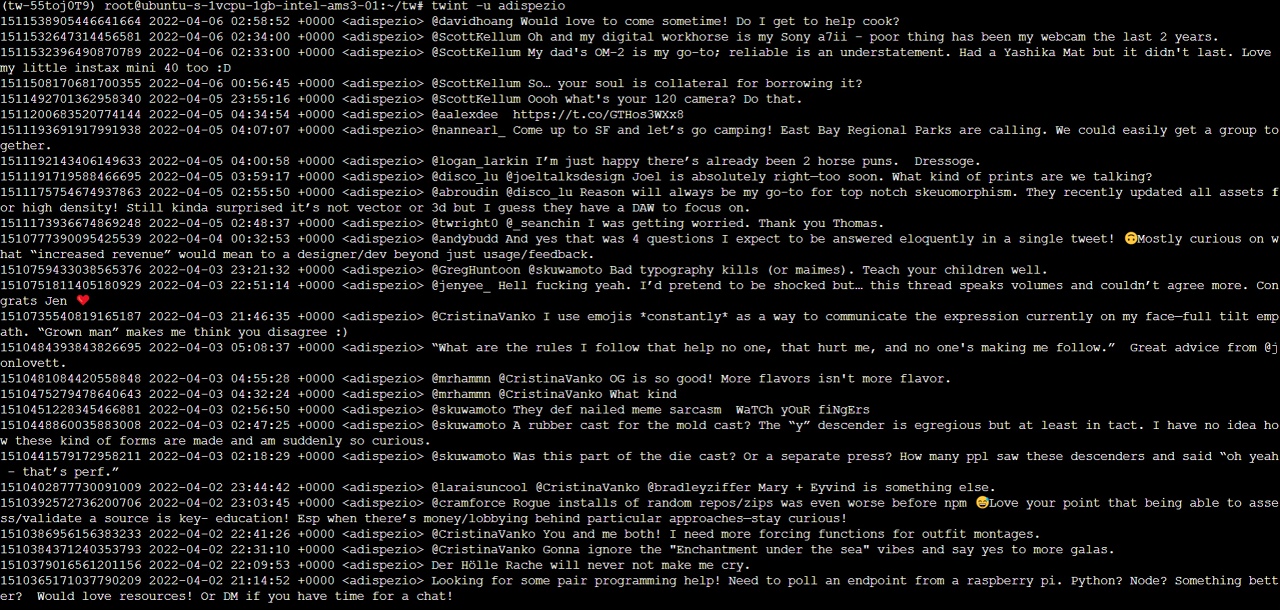 (tw-55toj0T9) root@ubuntu-s-1vcpu-1gb-intel-ams3-01:~/tw# twint -u adispezio
1511538905446641664 2022-04-06 02:58:52 +0000 <adispezio> @davidhoang Would love to come sometime! Do I get to help cook?
1511532647314456581 2022-04-06 02:34:00 +0000 <adispezio> @ScottKellum Oh and my digital workhorse is my Sony a7ii - poor thing has been my webcam the last 2 years.
1511532396490870789 2022-04-06 02:33:00 +0000 <adispezio> @ScottKellum My dad's OM-2 is my go-to; reliable is an understatement. Had a Yashika Mat but it didn't last. Love
my little instax mini 40 too :D
1511508170681700355 2022-04-06 00:56:45 +0000 <adispezio> @ScottKellum So… your soul is collateral for borrowing it?
1511492701362958340 2022-04-05 23:55:16 +0000 <adispezio> @ScottKellum Oooh what's your 120 camera? Do that.
1511200683520774144 2022-04-05 04:34:54 +0000 <adispezio> @aalexdee  https://t.co/GTHos3WXx8
1511193691917991938 2022-04-05 04:07:07 +0000 <adispezio> @nannearl_ Come up to SF and let’s go camping! East Bay Regional Parks are calling. We could easily get a group to
gether.
1511192143406149633 2022-04-05 04:00:58 +0000 <adispezio> @logan_larkin I’m just happy there’s already been 2 horse puns.  Dressoge.
1511191719588466695 2022-04-05 03:59:17 +0000 <adispezio> @disco_lu @joeltalksdesign Joel is absolutely right—too soon. What kind of prints are we talking?
1511175754674937863 2022-04-05 02:55:50 +0000 <adispezio> @abroudin @disco_lu Reason will always be my go-to for top notch skeuomorphism. They recently updated all assets f
or high density! Still kinda surprised it’s not vector or 3d but I guess they have a DAW to focus on.
1511173936674869248 2022-04-05 02:48:37 +0000 <adispezio> @twright0 @_seanchin I was getting worried. Thank you Thomas.
1510777390095425539 2022-04-04 00:32:53 +0000 <adispezio> @andybudd And yes that was 4 questions I expect to be answered eloquently in a single tweet! 🙃Mostly curious on w
hat “increased revenue” would mean to a designer/dev beyond just usage/feedback.
1510759433038565376 2022-04-03 23:21:32 +0000 <adispezio> @GregHuntoon @skuwamoto Bad typography kills (or maimes). Teach your children well.
1510751811405180929 2022-04-03 22:51:14 +0000 <adispezio> @jenyee_ Hell fucking yeah. I’d pretend to be shocked but… this thread speaks volumes and couldn’t agree more. Con
grats Jen ❤️
1510735540819165187 2022-04-03 21:46:35 +0000 <adispezio> @CristinaVanko I use emojis *constantly* as a way to communicate the expression currently on my face—full tilt emp
ath. “Grown man” makes me think you disagree :)
1510484393843826695 2022-04-03 05:08:37 +0000 <adispezio> “What are the rules I follow that help no one, that hurt me, and no one's making me follow.”  Great advice from @j
onlovett.
1510481084420558848 2022-04-03 04:55:28 +0000 <adispezio> @mrhammn @CristinaVanko OG is so good! More flavors isn't more flavor.
1510475279478640643 2022-04-03 04:32:24 +0000 <adispezio> @mrhammn @CristinaVanko What kind
1510451228345466881 2022-04-03 02:56:50 +0000 <adispezio> @skuwamoto They def nailed meme sarcasm  WaTCh yOuR fiNgErs
1510448860035883008 2022-04-03 02:47:25 +0000 <adispezio> @skuwamoto A rubber cast for the mold cast? The “y” descender is egregious but at least in tact. I have no idea ho
w these kind of forms are made and am suddenly so curious.
1510441579172958211 2022-04-03 02:18:29 +0000 <adispezio> @skuwamoto Was this part of the die cast? Or a separate press? How many ppl saw these descenders and said “oh yeah
 - that’s perf.”
1510402877730091009 2022-04-02 23:44:42 +0000 <adispezio> @laraisuncool @CristinaVanko @bradleyziffer Mary + Eyvind is something else.
1510392572736200706 2022-04-02 23:03:45 +0000 <adispezio> @cramforce Rogue installs of random repos/zips was even worse before npm 😅Love your point that being able to asse
ss/validate a source is key- education! Esp when there’s money/lobbying behind particular approaches—stay curious!
1510386956156383233 2022-04-02 22:41:26 +0000 <adispezio> @CristinaVanko You and me both! I need more forcing functions for outfit montages.
1510384371240353793 2022-04-02 22:31:10 +0000 <adispezio> @CristinaVanko Gonna ignore the "Enchantment under the sea" vibes and say yes to more galas.
1510379016561201156 2022-04-02 22:09:53 +0000 <adispezio> Der Hölle Rache will never not make me cry.
1510365171037790209 2022-04-02 21:14:52 +0000 <adispezio> Looking for some pair programming help! Need to poll an endpoint from a raspberry pi. Python? Node? Something bett
er?  Would love resources! Or DM if you have time for a chat!